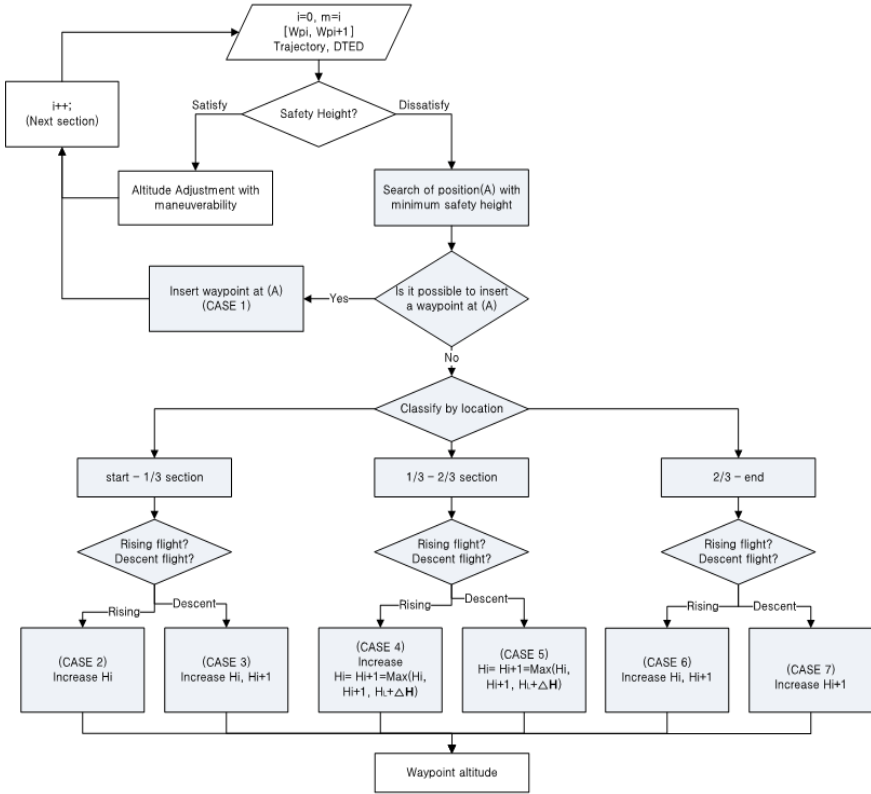 i=0, m=i
[Wpi, Wpi+1]
Trajectory, DTED
i++;
(Next section)
Satisfy
Safety Height?
Dissatisfy
Altitude Adjustment with
maneuverability
Search of position(A) with
minimum safety height
Insert waypoint at (A)
(CASE 1)
Yes
Is it possible to insert
a waypoint at (A)
No
Classify by location
start - 1/3 section
1/3 - 2/3 section
2/3 - end
Rising flight?
Descent flight?
Rising flight?
Descent flight?
Rising flight?
Descent flight?
Rising
Descent
Rising
Descent
Rising
Descent
(CASE 2)
Increase Hi
(CASE 3)
Increase Hi, Hi+1
(CASE 4)
Increase
Hi= Hi+1=Max(Hi,
Hi+1, HL+△H)
(CASE 5)
Hi= Hi+1=Max(Hi,
Hi+1, HL+△H)
(CASE 6)
Increase Hi, Hi+1
(CASE 7)
Increase Hi+1
Waypoint altitude